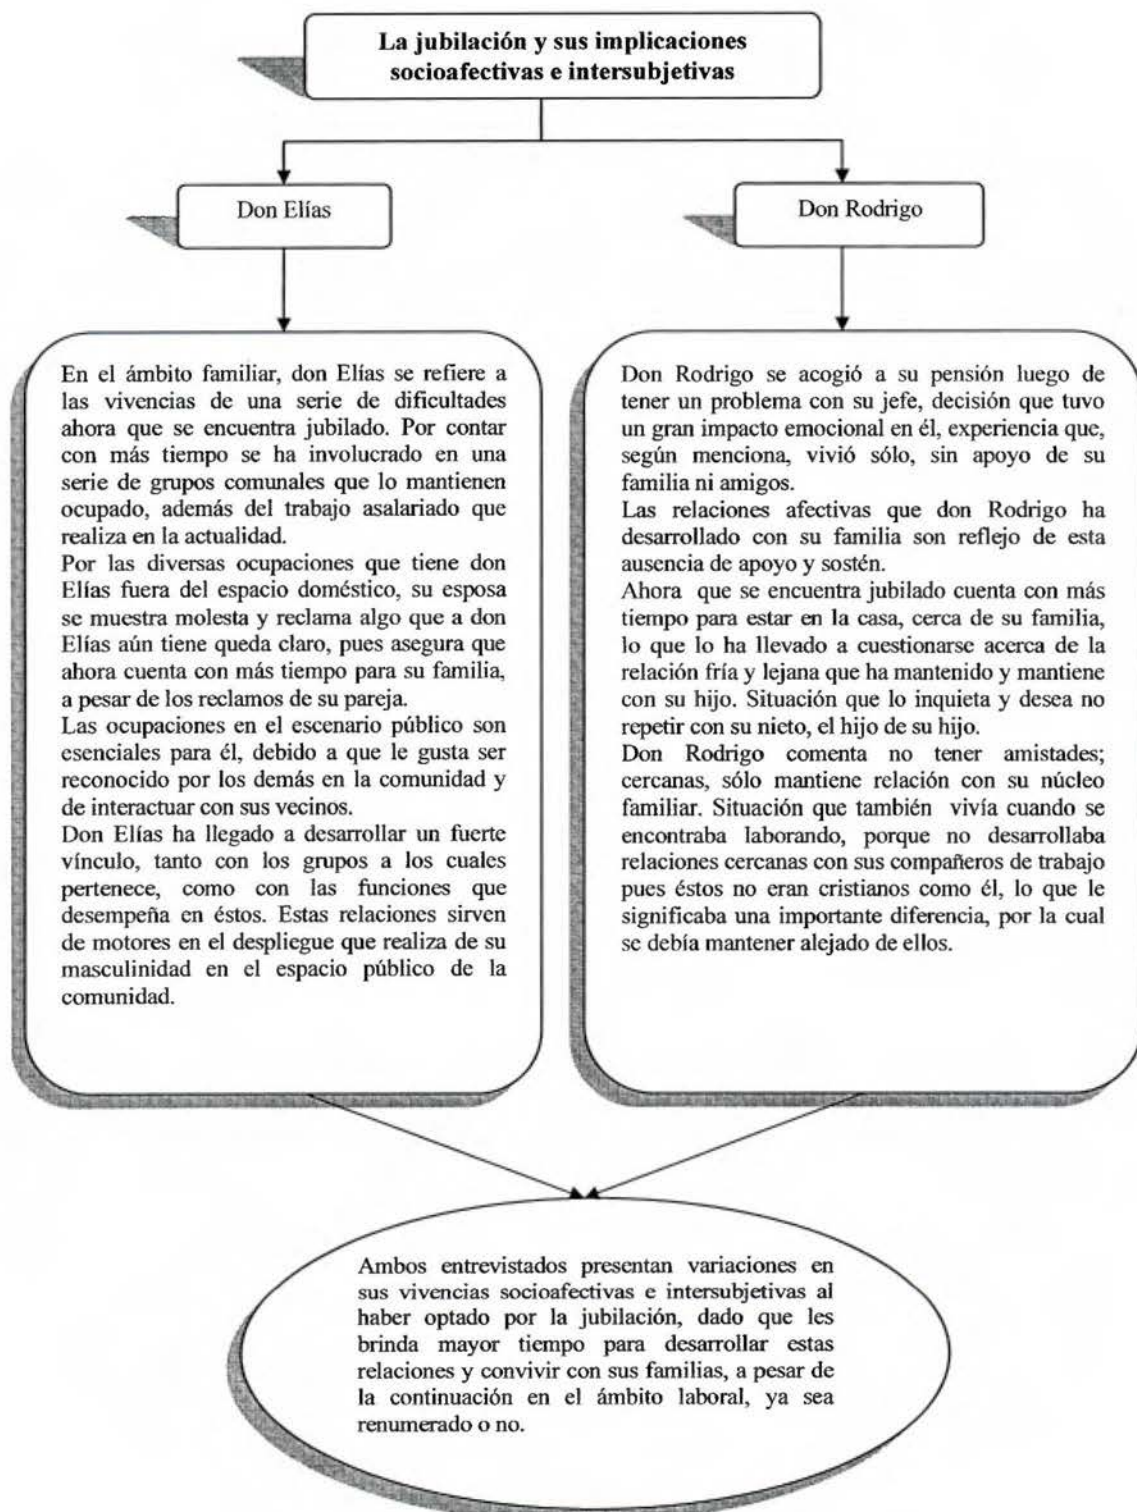 La jubilación y sus implicaciones
socioafectivas e intersubjetivas
Don Elías
Don Rodrigo
En el ámbito familiar, don Elías se refiere a
las vivencias de una serie de dificultades
ahora que se encuentra jubilado. Por contar
con más tiempo se ha involucrado en una
serie de grupos comunales que lo mantienen
ocupado, además del trabajo asalariado que
realiza en la actualidad.
Por las diversas ocupaciones que tiene don
Elías fuera del espacio doméstico, su esposa
se muestra molesta y reclama algo que a don
Elías aún tiene queda claro, pues asegura que
ahora cuenta con más tiempo para su familia,
a pesar de los reclamos de su pareja.
Las ocupaciones en el escenario público son
esenciales para él, debido a que le gusta ser
reconocido por los demás en la comunidad y
de interactuar con sus vecinos.
Don Elías ha llegado a desarrollar un fuerte
vínculo, tanto con los grupos a los cuales
pertenece, como con las funciones que
desempeña en éstos. Estas relaciones sirven
de motores en el despliegue que realiza de su
masculinidad en el espacio público de la
comunidad.
Don Rodrigo se acogió a su pensión luego de
tener un problema con su jefe, decisión que tuvo
un gran impacto emocional en él, experiencia que,
según menciona, vivió sólo, sin apoyo de su
familia ni amigos.
Las relaciones afectivas que don Rodrigo ha
desarrollado con su familia son reflejo de esta
ausencia de apoyo y sostén.
Ahora que se encuentra jubilado cuenta con más
tiempo para estar en la casa, cerca de su familia,
lo que lo ha llevado a cuestionarse acerca de la
relación fría y lejana que ha mantenido y mantiene
con su hijo. Situación que lo inquieta y desea no
repetir con su nieto, el hijo de su hijo.
Don Rodrigo comenta no tener amistades;
cercanas, sólo mantiene relación con su núcleo
familiar. Situación que también vivía cuando se
encontraba laborando, porque no desarrollaba
relaciones cercanas con sus compañeros de trabajo
pues éstos no eran cristianos como él, lo que le
significaba una importante diferencia, por la cual
se debía mantener alejado de ellos.
Ambos entrevistados presentan variaciones en
sus vivencias socioafectivas e intersubjetivas al
haber optado por la jubilación, dado que les
brinda mayor tiempo para desarrollar estas
relaciones y convivir con sus familias, a pesar de
la continuación en el ámbito laboral, ya sea
renumerado o no.